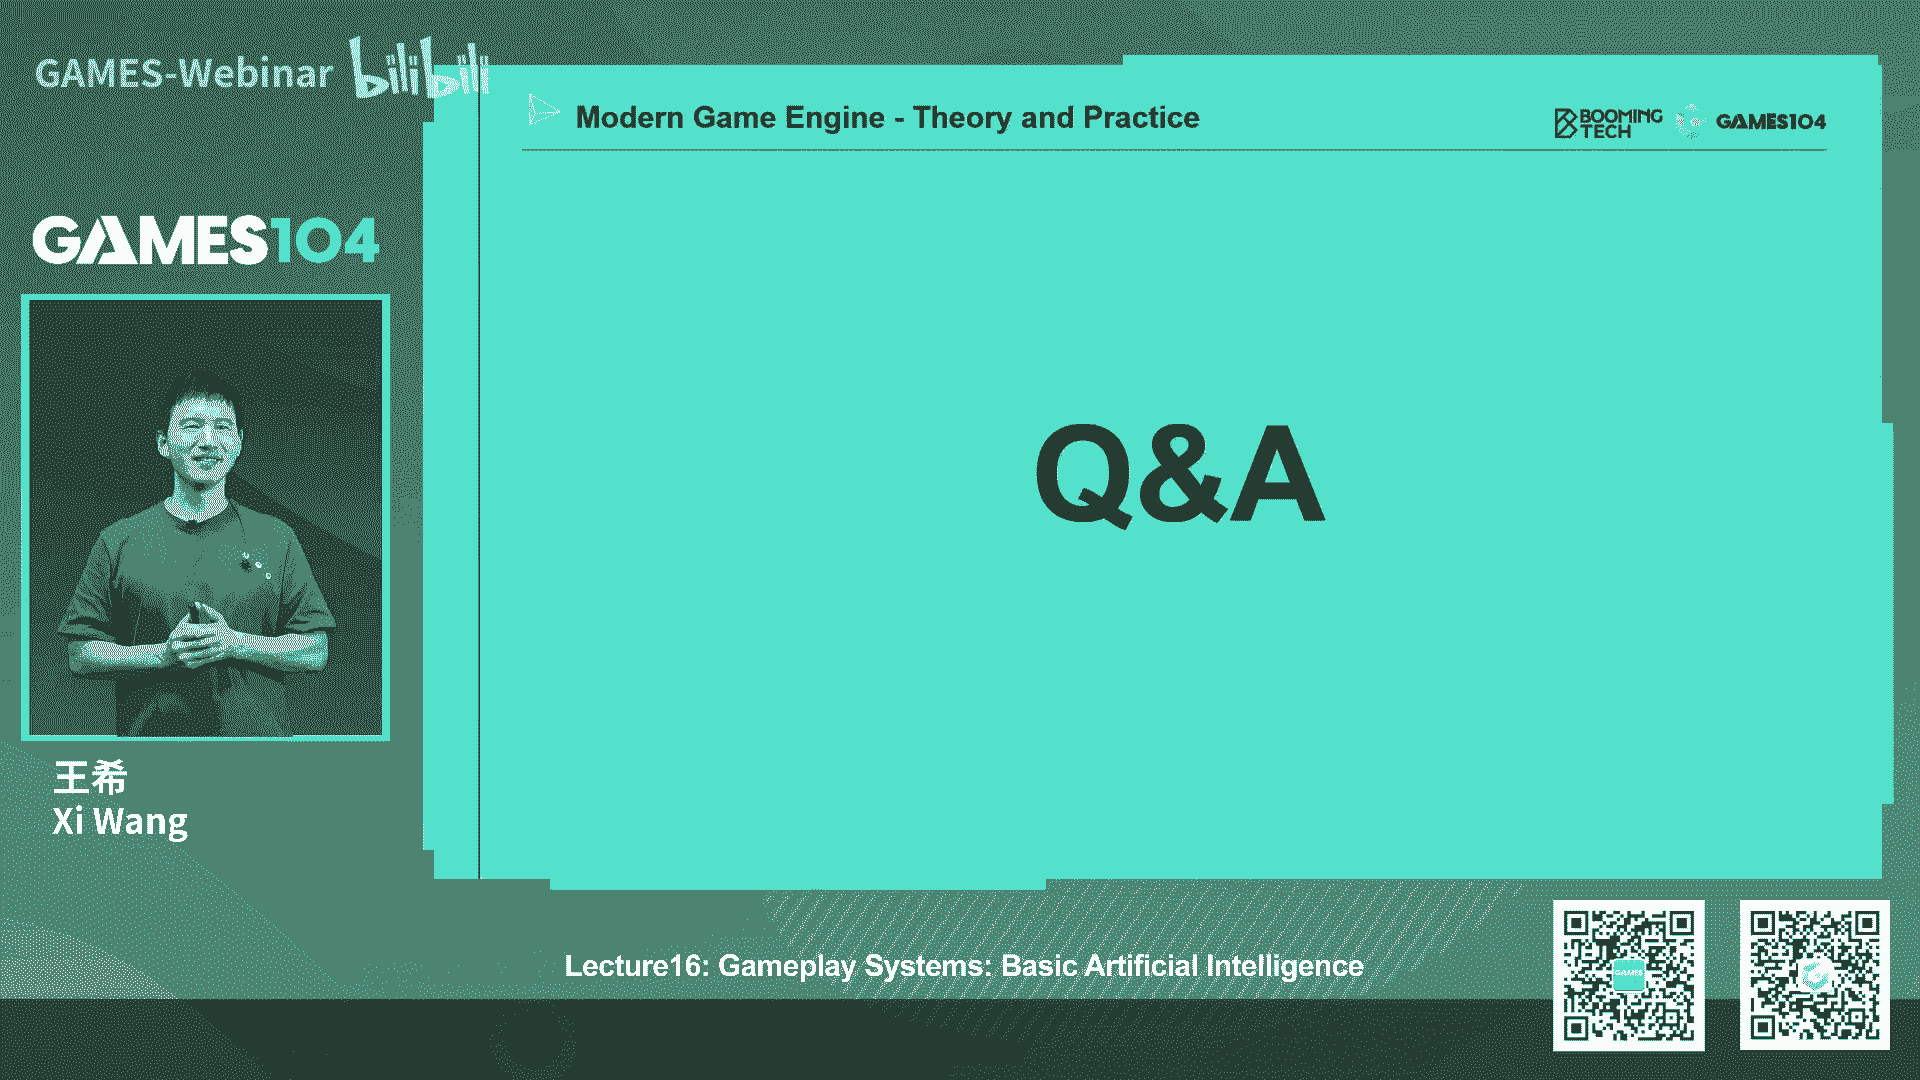 GAMES-Webinar bilibili
Modern Game Engine - Theory and Practice
BOOMING
TECH
GAMES104
GAMES104
Q&A
王希
Xi Wang
Lecture16: Gameplay Systems: Basic Artificial Intelligence
GAMES